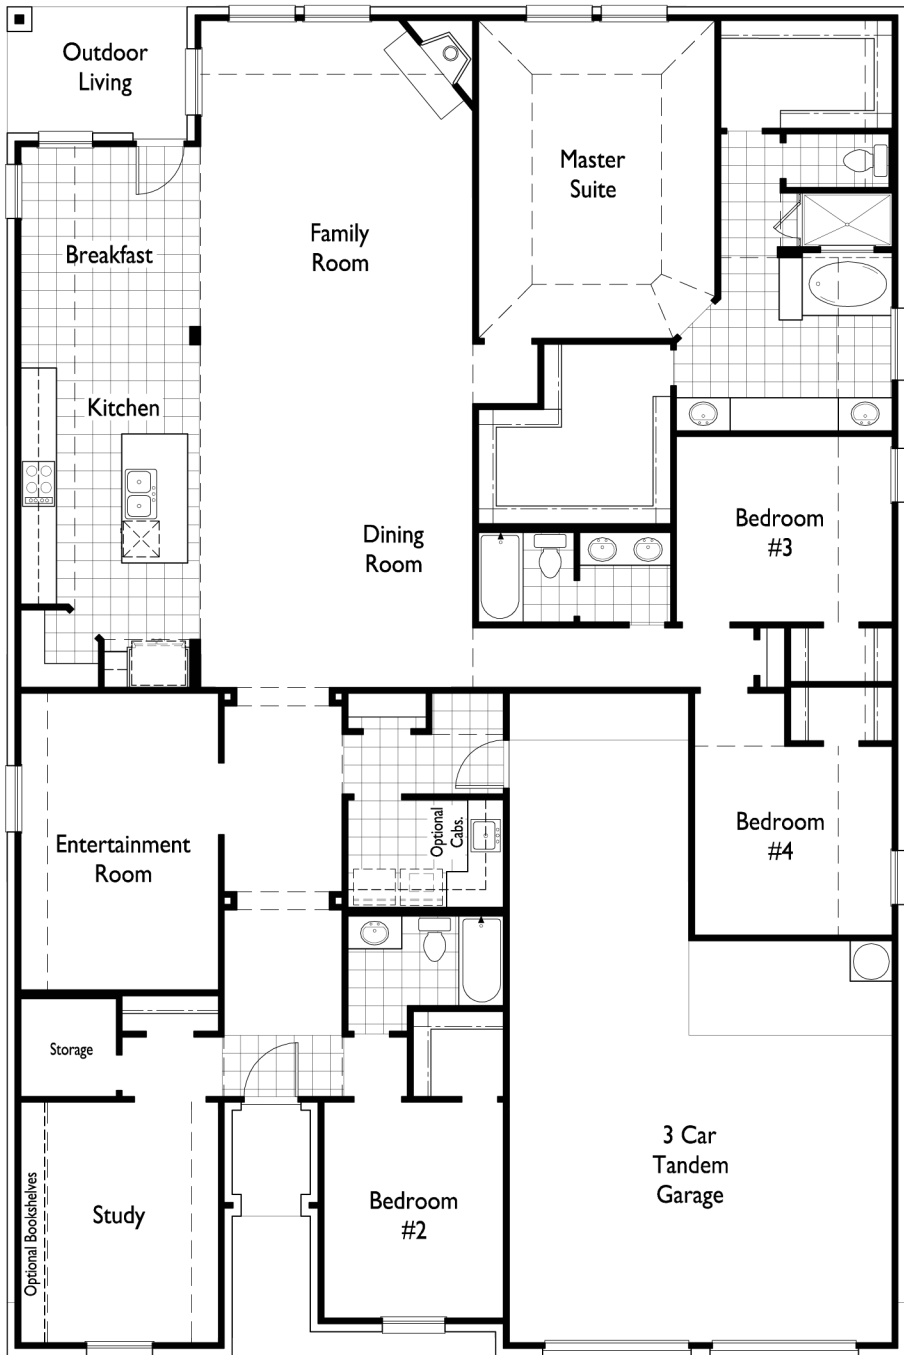 Outdoor
Living
Master
Suite
Family
Room
Breakfast
Kitchen
Dining
Room
Bedroom
#3
Entertainment
Room
Optional
Cabs.
Bedroom
#4
Storage
3 Car
Tandem
Garage
Optional Bookshelves
Study
Bedroom
#2